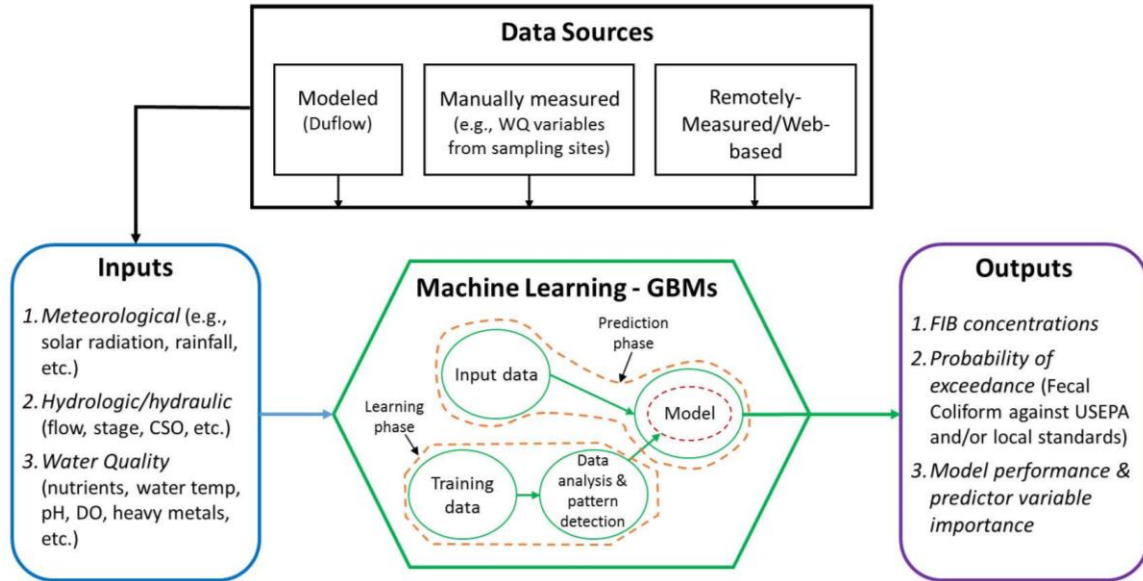 Data Sources
Modeled
(Duflow)
Manually measured
(e.g., WQ variables
from sampling sites)
Remotely-
Measured/Web-
based
Inputs
1. Meteorological (e.g.,
solar radiation, rainfall,
etc.)
2. Hydrologic/hydraulic
(flow, stage, CSO, etc.)
3. Water Quality
(nutrients, water temp,
pH, DO, heavy metals,
etc.)
Machine Learning - GBMs
Prediction
phase
Input data
Model
Learning
phase
Training
data
Data
analysis &
pattern
detection
Outputs
1. FIB concentrations
2. Probability of
exceedance (Fecal
Coliform against USEPA
and/or local standards)
3. Model performance &
predictor variable
importance